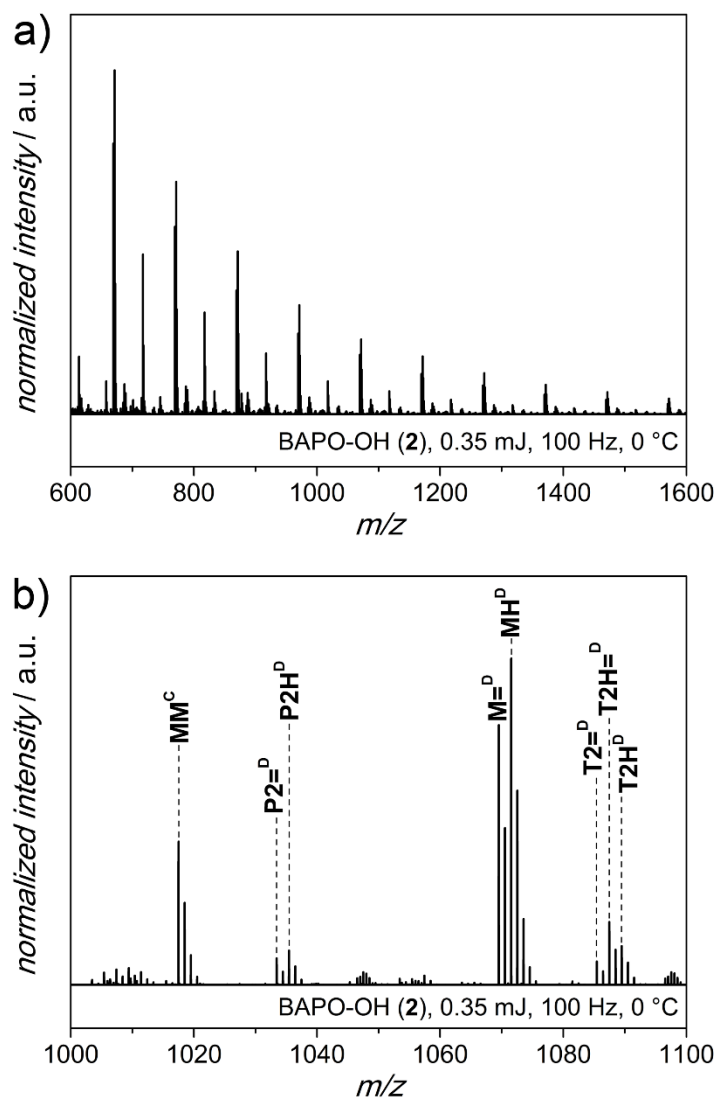 a)
normalized intensity / a.u.
BAPO-OH (2), 0.35 mJ, 100 Hz, 0 °C
600 800 1000 1200 1400 1600
m/z
b)
normalized intensity / a.u.
MMᶜ
P2=ᴰ
P2Hᴰ
M=ᴰ
MHᴰ
T2=ᴰ
T2H=ᴰ
T2Hᴰ
BAPO-OH (2), 0.35 mJ, 100 Hz, 0 °C
1000 1020 1040 1060 1080 1100
m/z